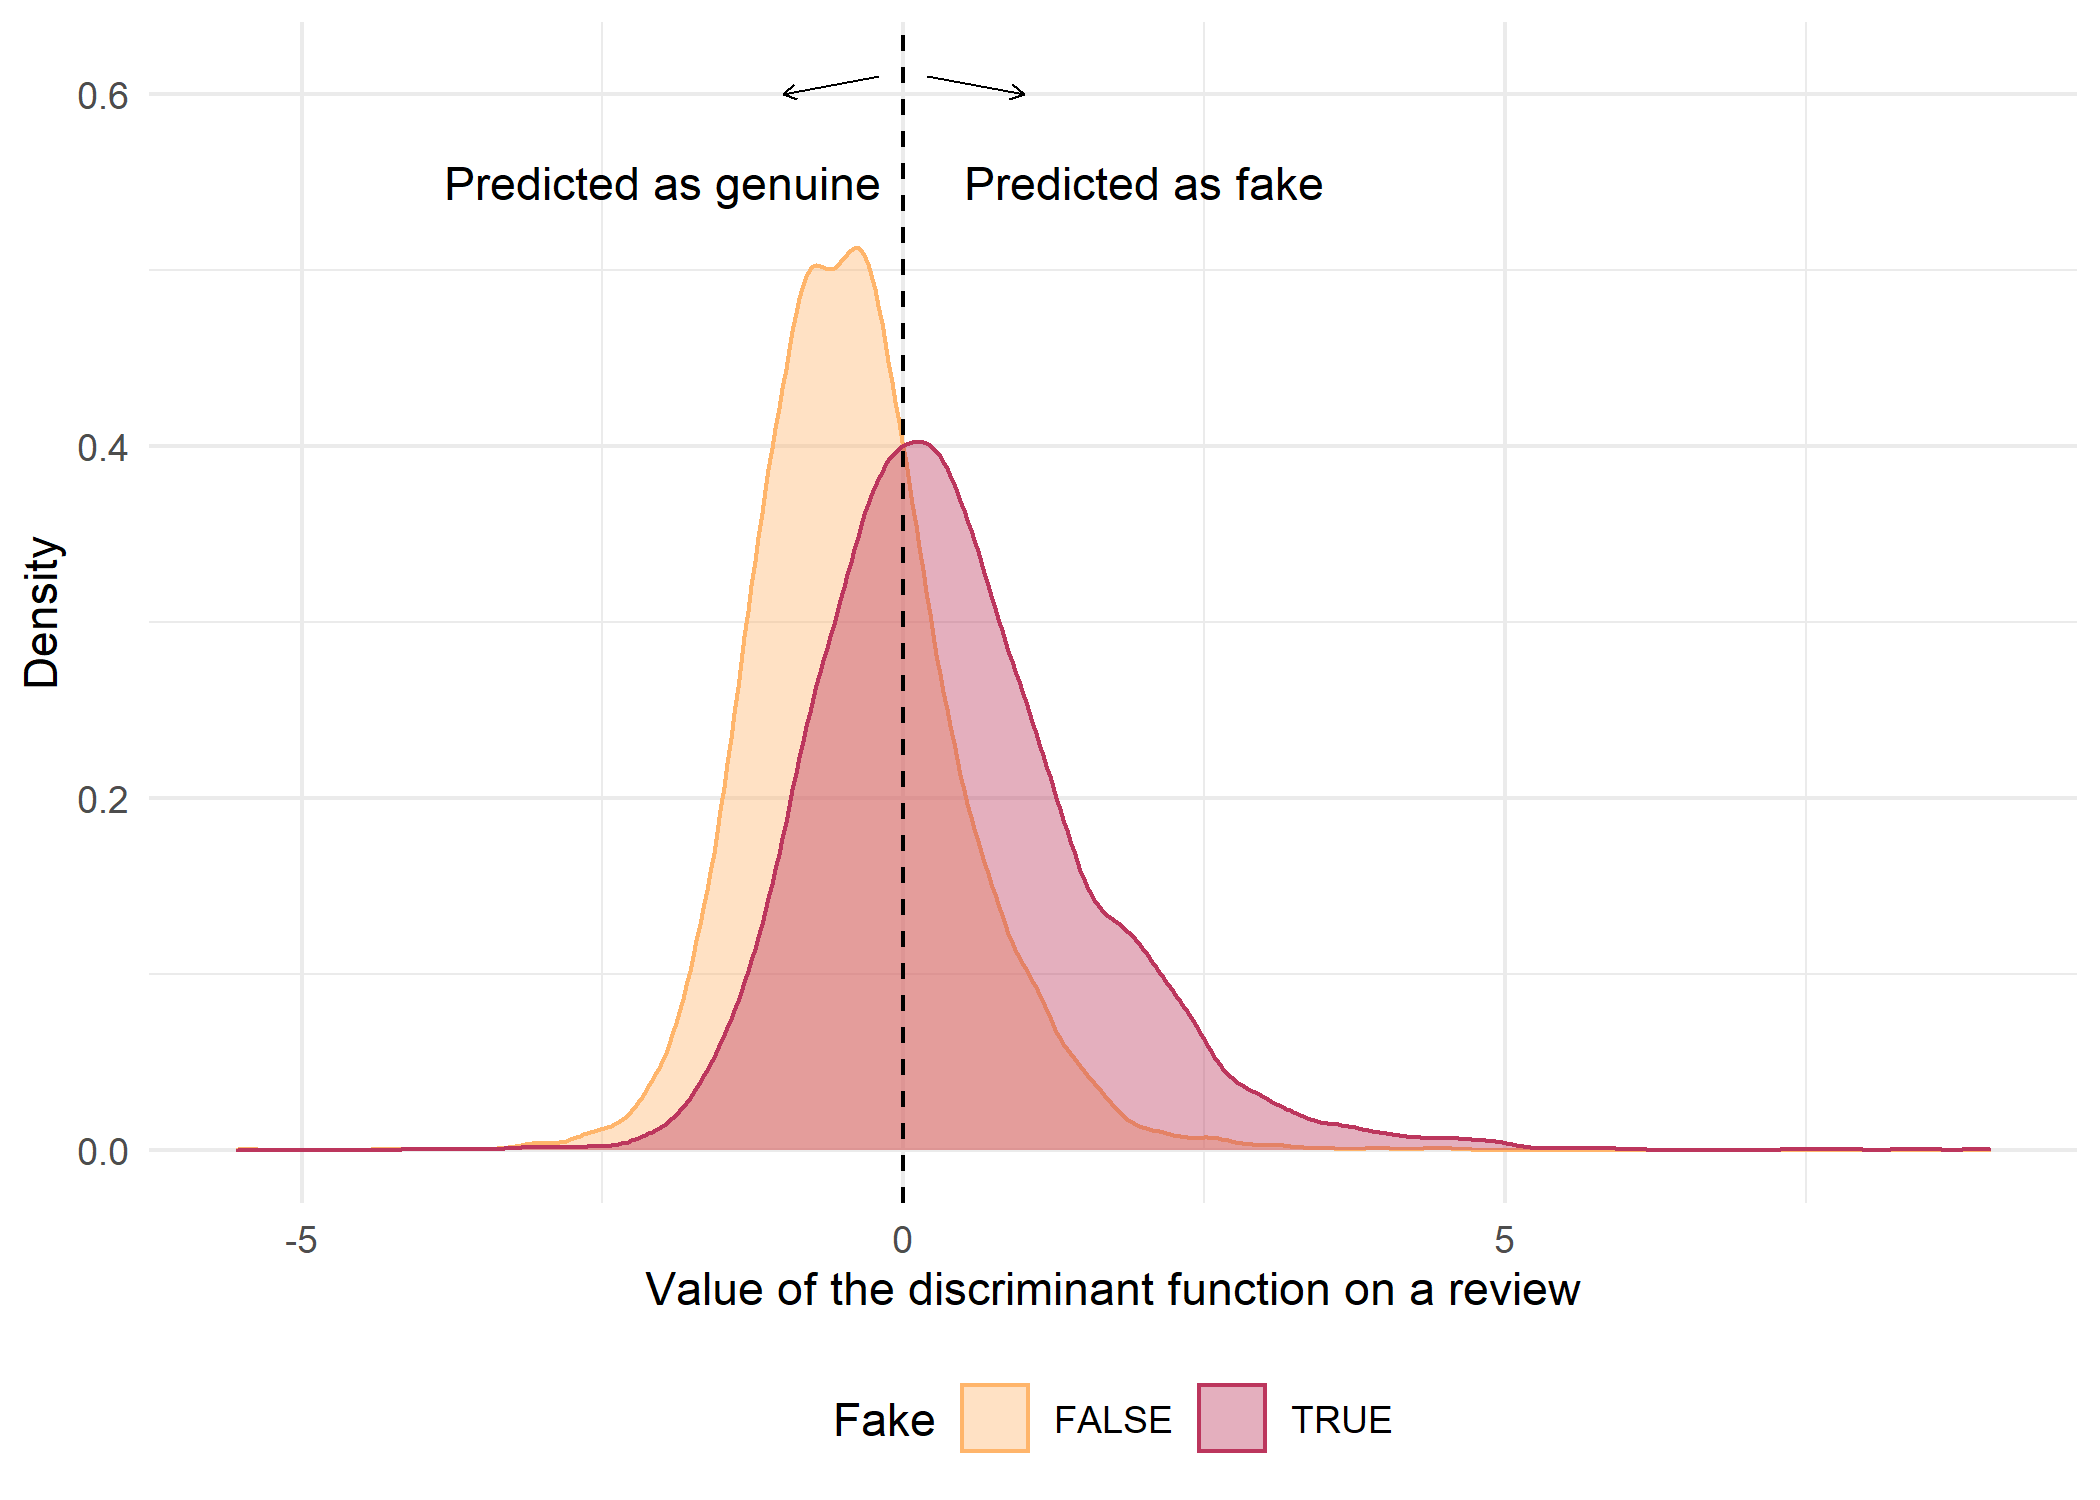 0.6
Predicted as genuine
Predicted as fake
0.4
Density
0.2
0.0
-5
0
5
Value of the discriminant function on a review
Fake
FALSE
TRUE